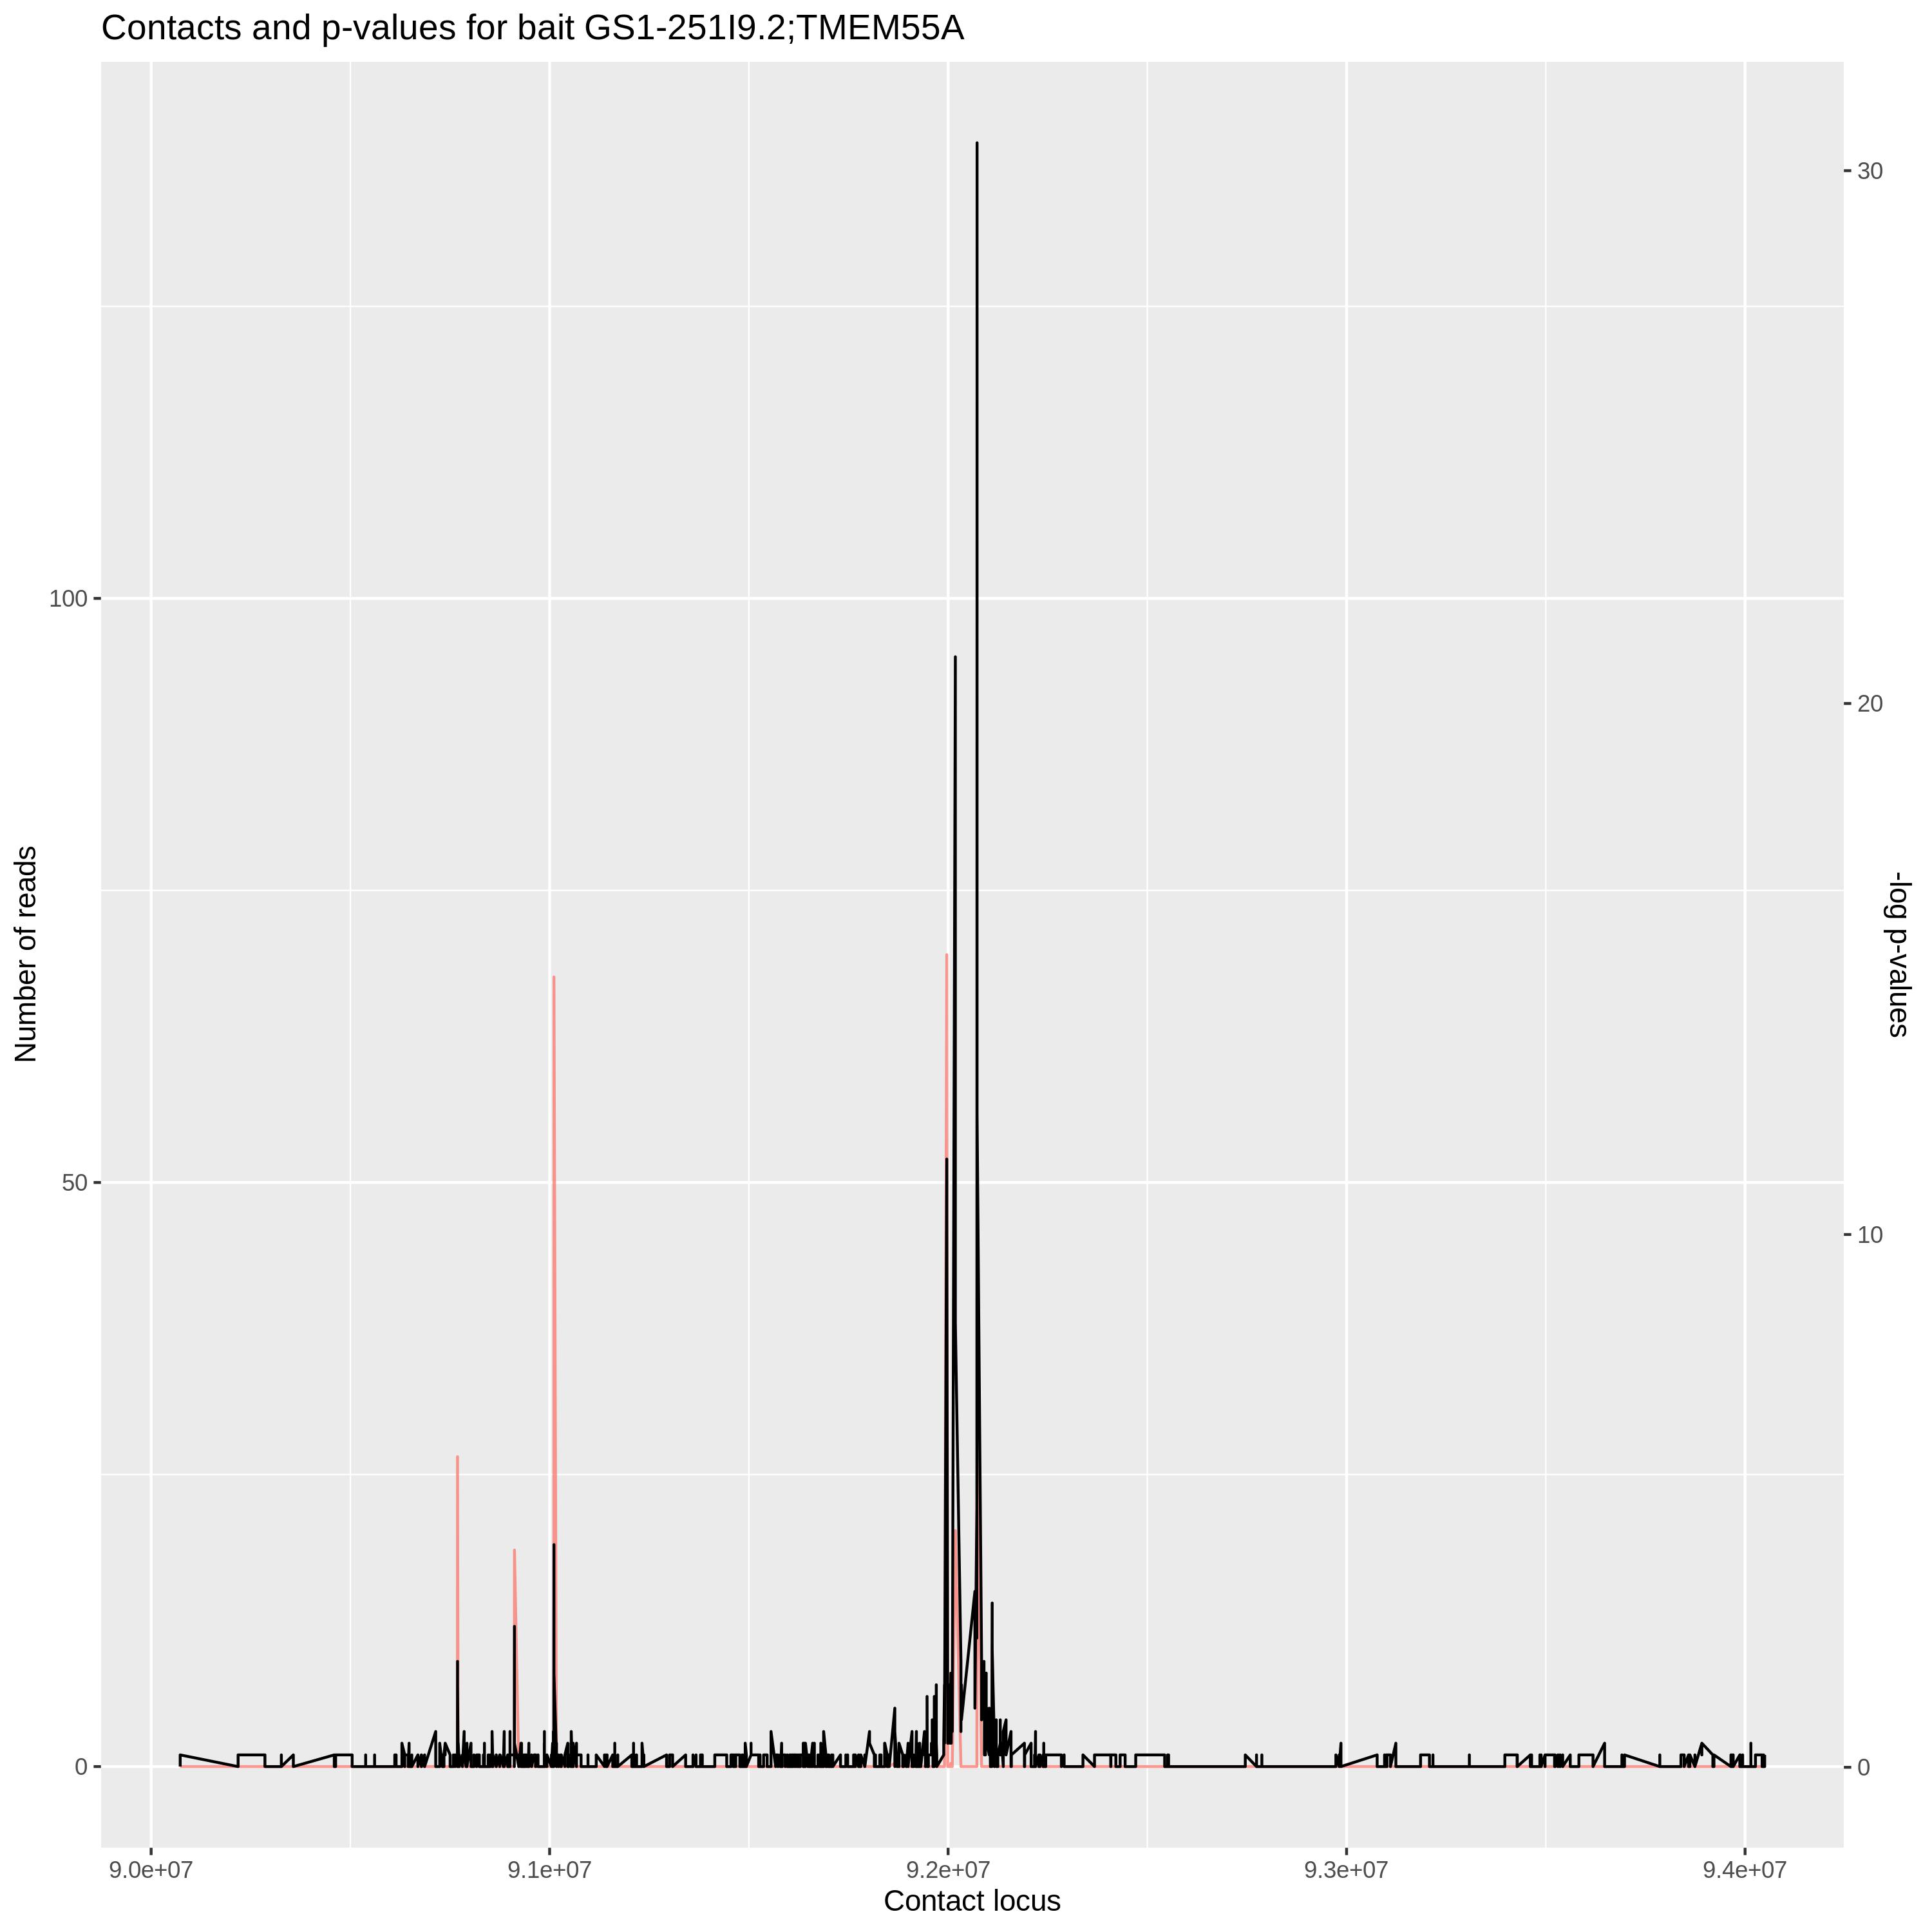 Contacts and p-values for bait GS1-251I9.2;TMEM55A
Number of reads
100
50
0
30
20
10
0
-log p-values
9.0e+07 9.1e+07 9.2e+07 9.3e+07 9.4e+07
Contact locus